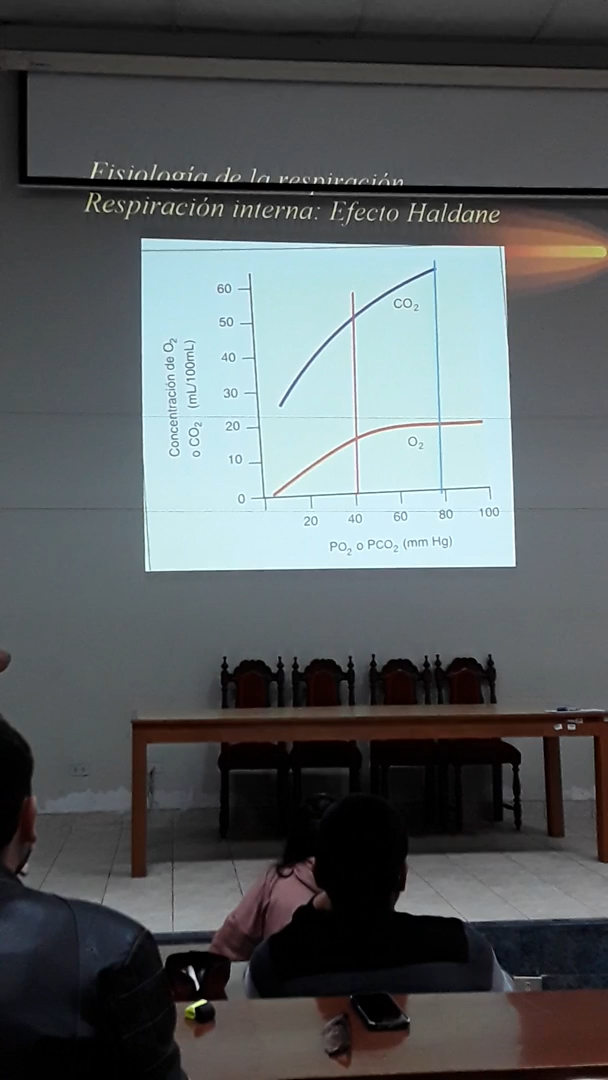 Fisiología de la respiración
Respiración interna: Efecto Haldane
Concentración de O₂
o CO₂ (mL/100mL)
60
50
40
30
20
10
0
CO₂
O₂
20 40 60 80 100
PO₂ o PCO₂ (mm Hg)